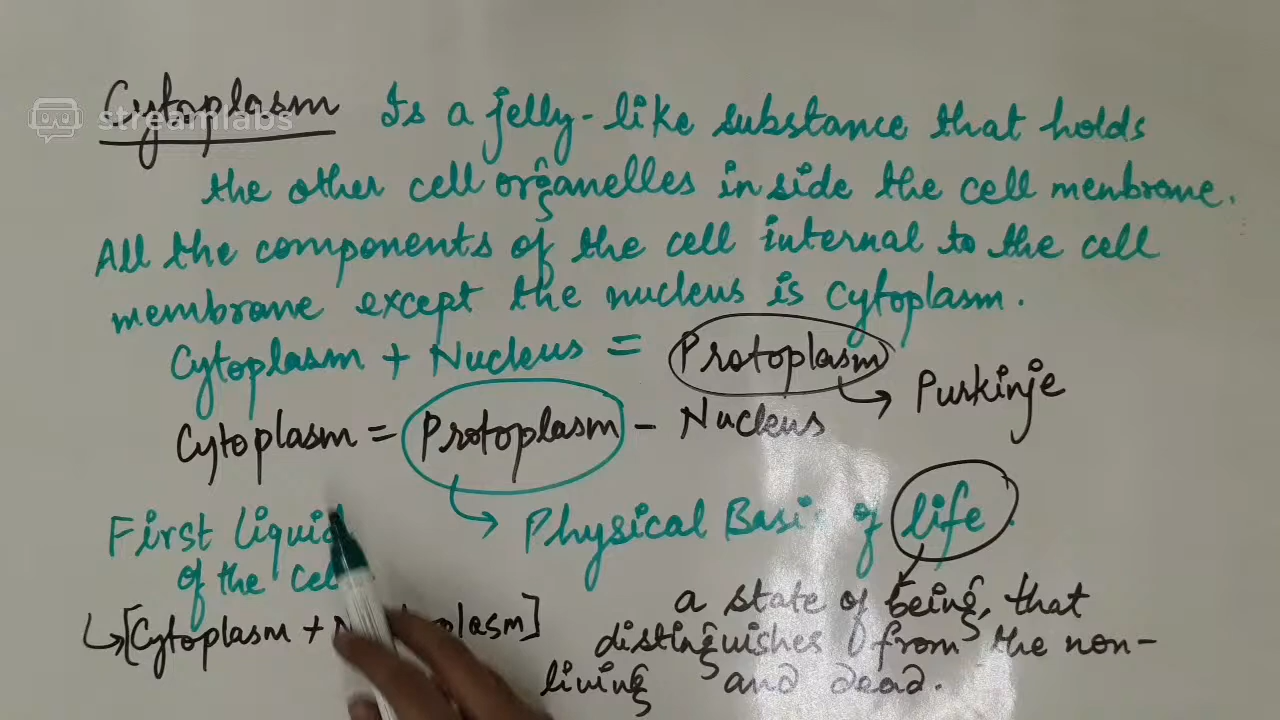 Cytoplasm Is a jelly-like substance that holds
streamlabs
the other cell organelles inside the cell membrane.
All the components of the cell internal to the cell
membrane except the nucleus is cytoplasm.
Cytoplasm + Nucleus = Protoplasm
Purkinje
Cytoplasm = Protoplasm - Nucleus
First liquid
of the
Physical Basis of life.
[Cytoplasm +
a state of being, that
distinguishes from the non-
living and dead.